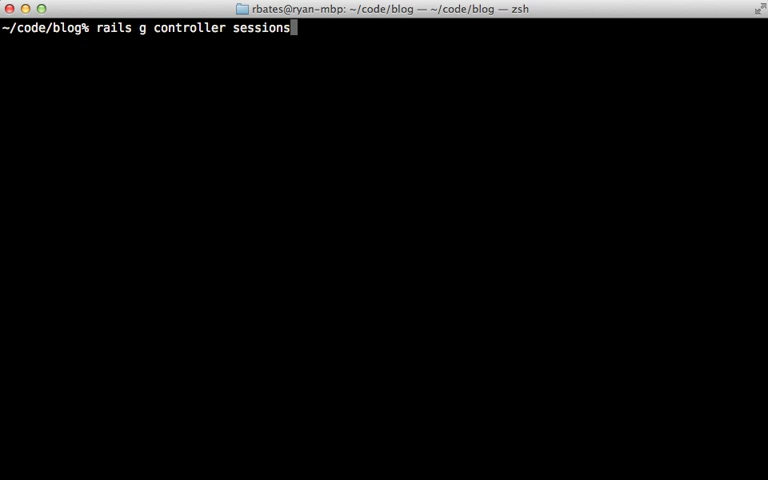 rbates@ryan-mbp: ~/code/blog — ~/code/blog — zsh
~/code/blog% rails g controller sessions